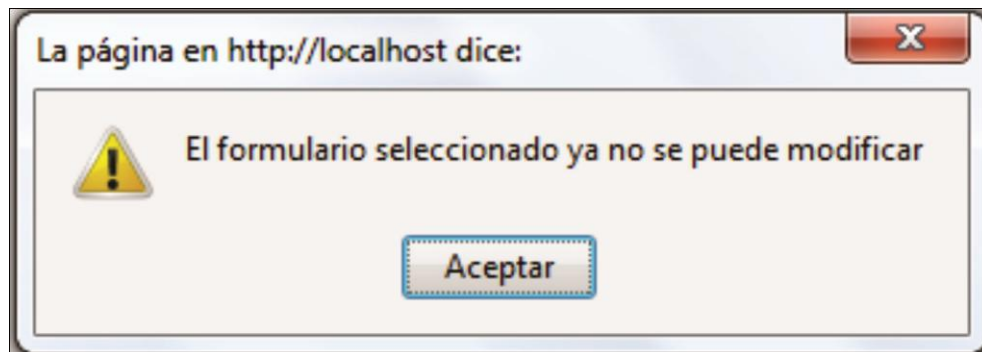 La página en http://localhost dice:
El formulario seleccionado ya no se puede modificar
Aceptar